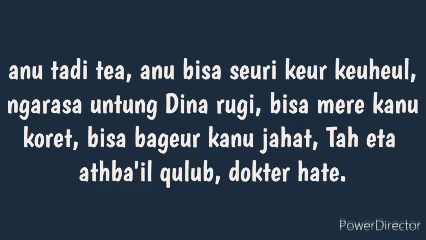 anu tadi tea, anu bisa seuri keur keuheul,
ngarasa untung Dina rugi, bisa mere kanu
koret, bisa bageur kanu jahat, Tah eta
athba'il qulub, dokter hate.
PowerDirector